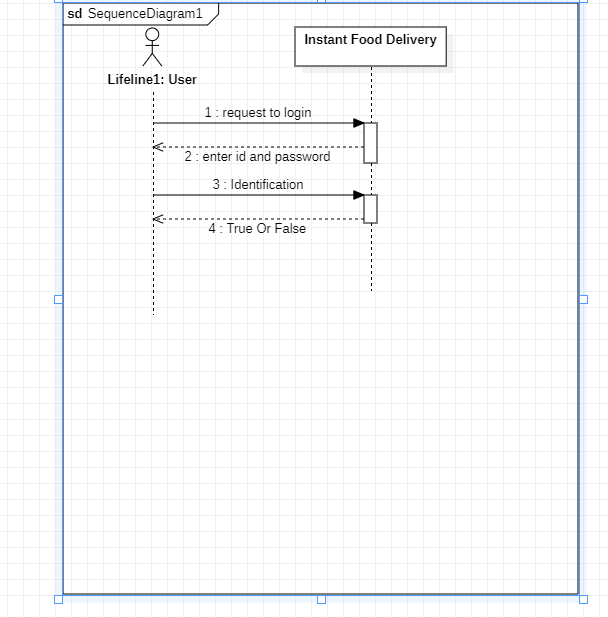 sd SequenceDiagram1
Instant Food Delivery
Lifeline1: User
1 : request to login
2 : enter id and password
3 : Identification
4 : True Or False